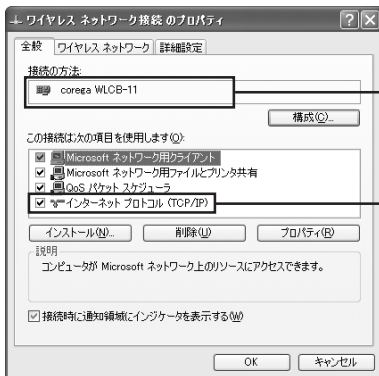 ワイヤレス ネットワーク接続 のプロパティ
全般 ワイヤレス ネットワーク 詳細設定
接続の方法:
corega WLCB-11
構成(C)...
この接続は次の項目を使用します(O):
Microsoft ネットワーク用クライアント
Microsoft ネットワーク用ファイルとプリンタ共有
QoS パケット スケジューラ
インターネット プロトコル (TCP/IP)
インストール(N)... 削除(U) プロパティ(R)
説明
コンピュータが Microsoft ネットワーク上のリソースにアクセスできます。
接続時に通知領域にインジケータを表示する(W)
OK キャンセル